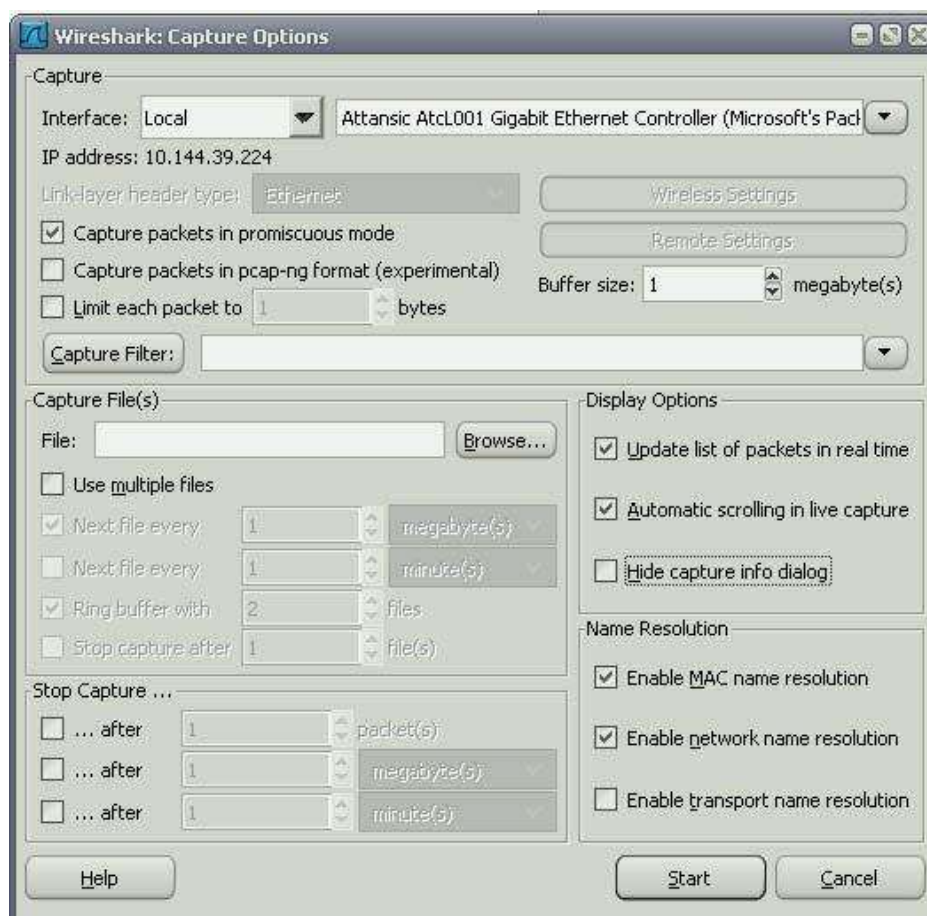 Wireshark: Capture Options
Capture
Interface: Local Attansic AtcL001 Gigabit Ethernet Controller (Microsoft's Pacl
IP address: 10.144.39.224
Link-layer header type: Ethernet Wireless Settings
Capture packets in promiscuous mode Remote Settings
Capture packets in pcap-ng format (experimental)
Buffer size: 1 megabyte(s)
Limit each packet to 1 bytes
Capture Filter:
Capture File(s)
File: Browse...
Use multiple files
Next file every 1 megabyte(s)
Next file every 1 minute(s)
Ring buffer with 2 files
Stop capture after 1 file(s)
Stop Capture ...
... after 1 packet(s)
... after 1 megabyte(s)
... after 1 minute(s)
Display Options
Update list of packets in real time
Automatic scrolling in live capture
Hide capture info dialog
Name Resolution
Enable MAC name resolution
Enable network name resolution
Enable transport name resolution
Help Start Cancel